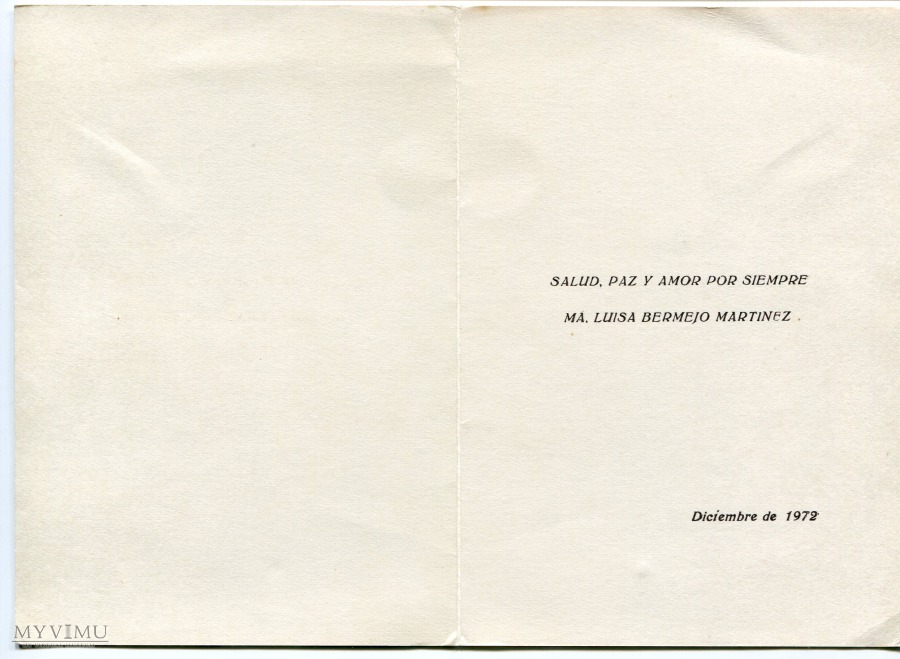 SALUD, PAZ Y AMOR POR SIEMPRE
MA. LUISA BERMEJO MARTINEZ
Diciembre de 1972
MYVIMU